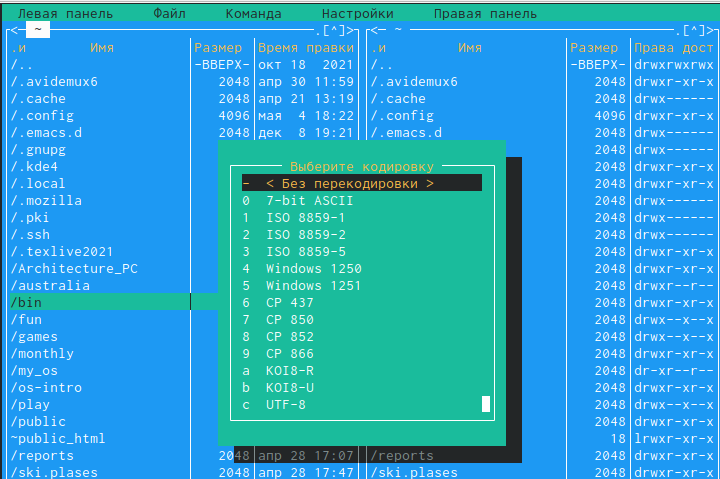 Левая панель Файл Команда Настройки Правая панель
<─ ~ .[^]> <─ ~ .[^]>
.и Имя Размер Время правки .и Имя Размер Права дост
/.. -ВВЕРХ- окт 18 2021 /.. -ВВЕРХ- drwxrwxrwx
/.avidemux6 2048 апр 30 11:59 /.avidemux6 2048 drwxr-xr-x
/.cache 2048 апр 21 13:19 /.cache 2048 drwx------
/.config 4096 мая 4 18:22 /.config 4096 drwxr-xr-x
/.emacs.d 2048 дек 8 19:21 /.emacs.d 2048 drwx------
/.gnupg 2048 drwx------
/.kde4 Выберите кодировку 2048 drwxr-xr-x
/.local - < Без перекодировки > 2048 drwxr-xr-x
/.mozilla 0 7-bit ASCII 2048 drwx------
/.pki 1 ISO 8859-1 2048 drwx------
/.ssh 2 ISO 8859-2 2048 drwx------
/.texlive2021 3 ISO 8859-5 2048 drwxr-xr-x
/Architecture_PC 4 Windows 1250 2048 drwxr-xr-x
/australia 5 Windows 1251 2048 drwxr--r--
/bin 6 CP 437 2048 drwxr-xr-x
/fun 7 CP 850 2048 drwx--x--x
/games 8 CP 852 2048 drwx--x--x
/monthly 9 CP 866 2048 drwxr-xr-x
/my_os a KOI8-R 2048 dr-xr--r--
/os-intro b KOI8-U 2048 drwxr-xr-x
/play c UTF-8 2048 drwx--x--x
/public 2048 drwxr-xr-x
~public_html 18 lrwxr-xr-x
/reports 2048 апр 28 17:07 /reports 2048 drwxr-xr-x
/ski.plases 2048 апр 28 17:47 /ski.plases 2048 drwxr-xr-x